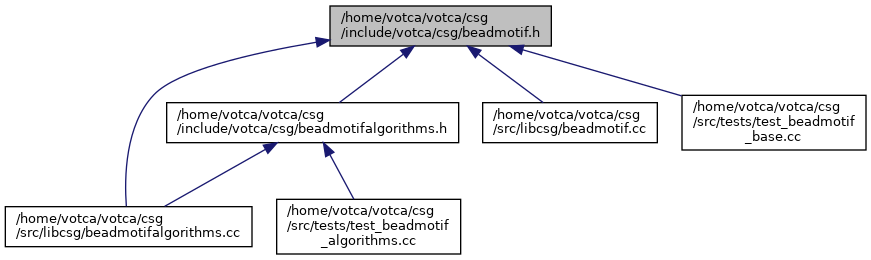 /home/votca/votca/csg
/include/votca/csg/beadmotif.h
/home/votca/votca/csg
/include/votca/csg/beadmotifalgorithms.h
/home/votca/votca/csg
/src/libcsg/beadmotif.cc
/home/votca/votca/csg
/src/tests/test_beadmotif
_base.cc
/home/votca/votca/csg
/src/libcsg/beadmotifalgorithms.cc
/home/votca/votca/csg
/src/tests/test_beadmotif
_algorithms.cc